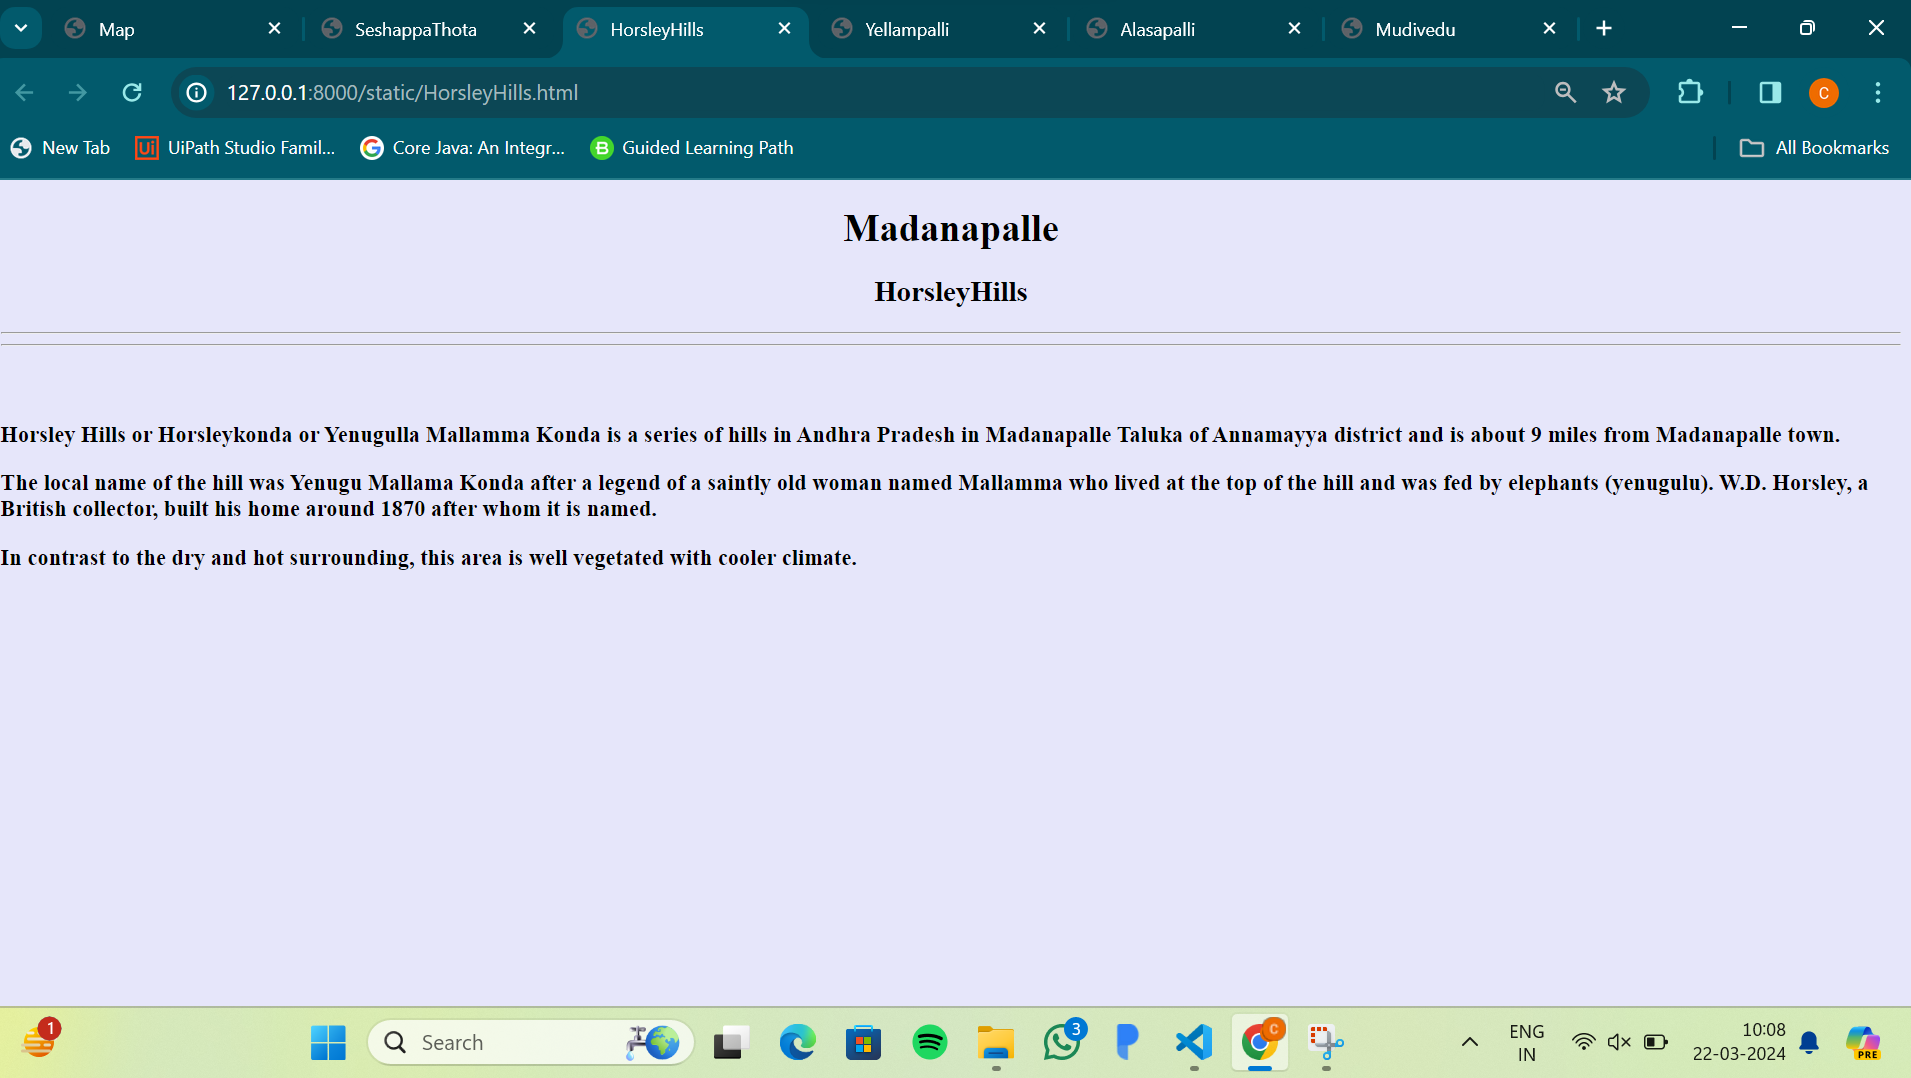 Map
SeshappaThota
HorsleyHills
Yellampalli
Alasapalli
Mudivedu
127.0.0.1:8000/static/HorsleyHills.html
C
New Tab
Ui
UiPath Studio Famil...
G
Core Java: An Integr...
B
Guided Learning Path
All Bookmarks
Madanapalle
HorsleyHills
Horsley Hills or Horsleykonda or Yenugulla Mallamma Konda is a series of hills in Andhra Pradesh in Madanapalle Taluka of Annamayya district and is about 9 miles from Madanapalle town.
The local name of the hill was Yenugu Mallama Konda after a legend of a saintly old woman named Mallamma who lived at the top of the hill and was fed by elephants (yenugulu). W.D. Horsley, a
British collector, built his home around 1870 after whom it is named.
In contrast to the dry and hot surrounding, this area is well vegetated with cooler climate.
1
Search
3
C
ENG
IN
10:08
22-03-2024
PRE